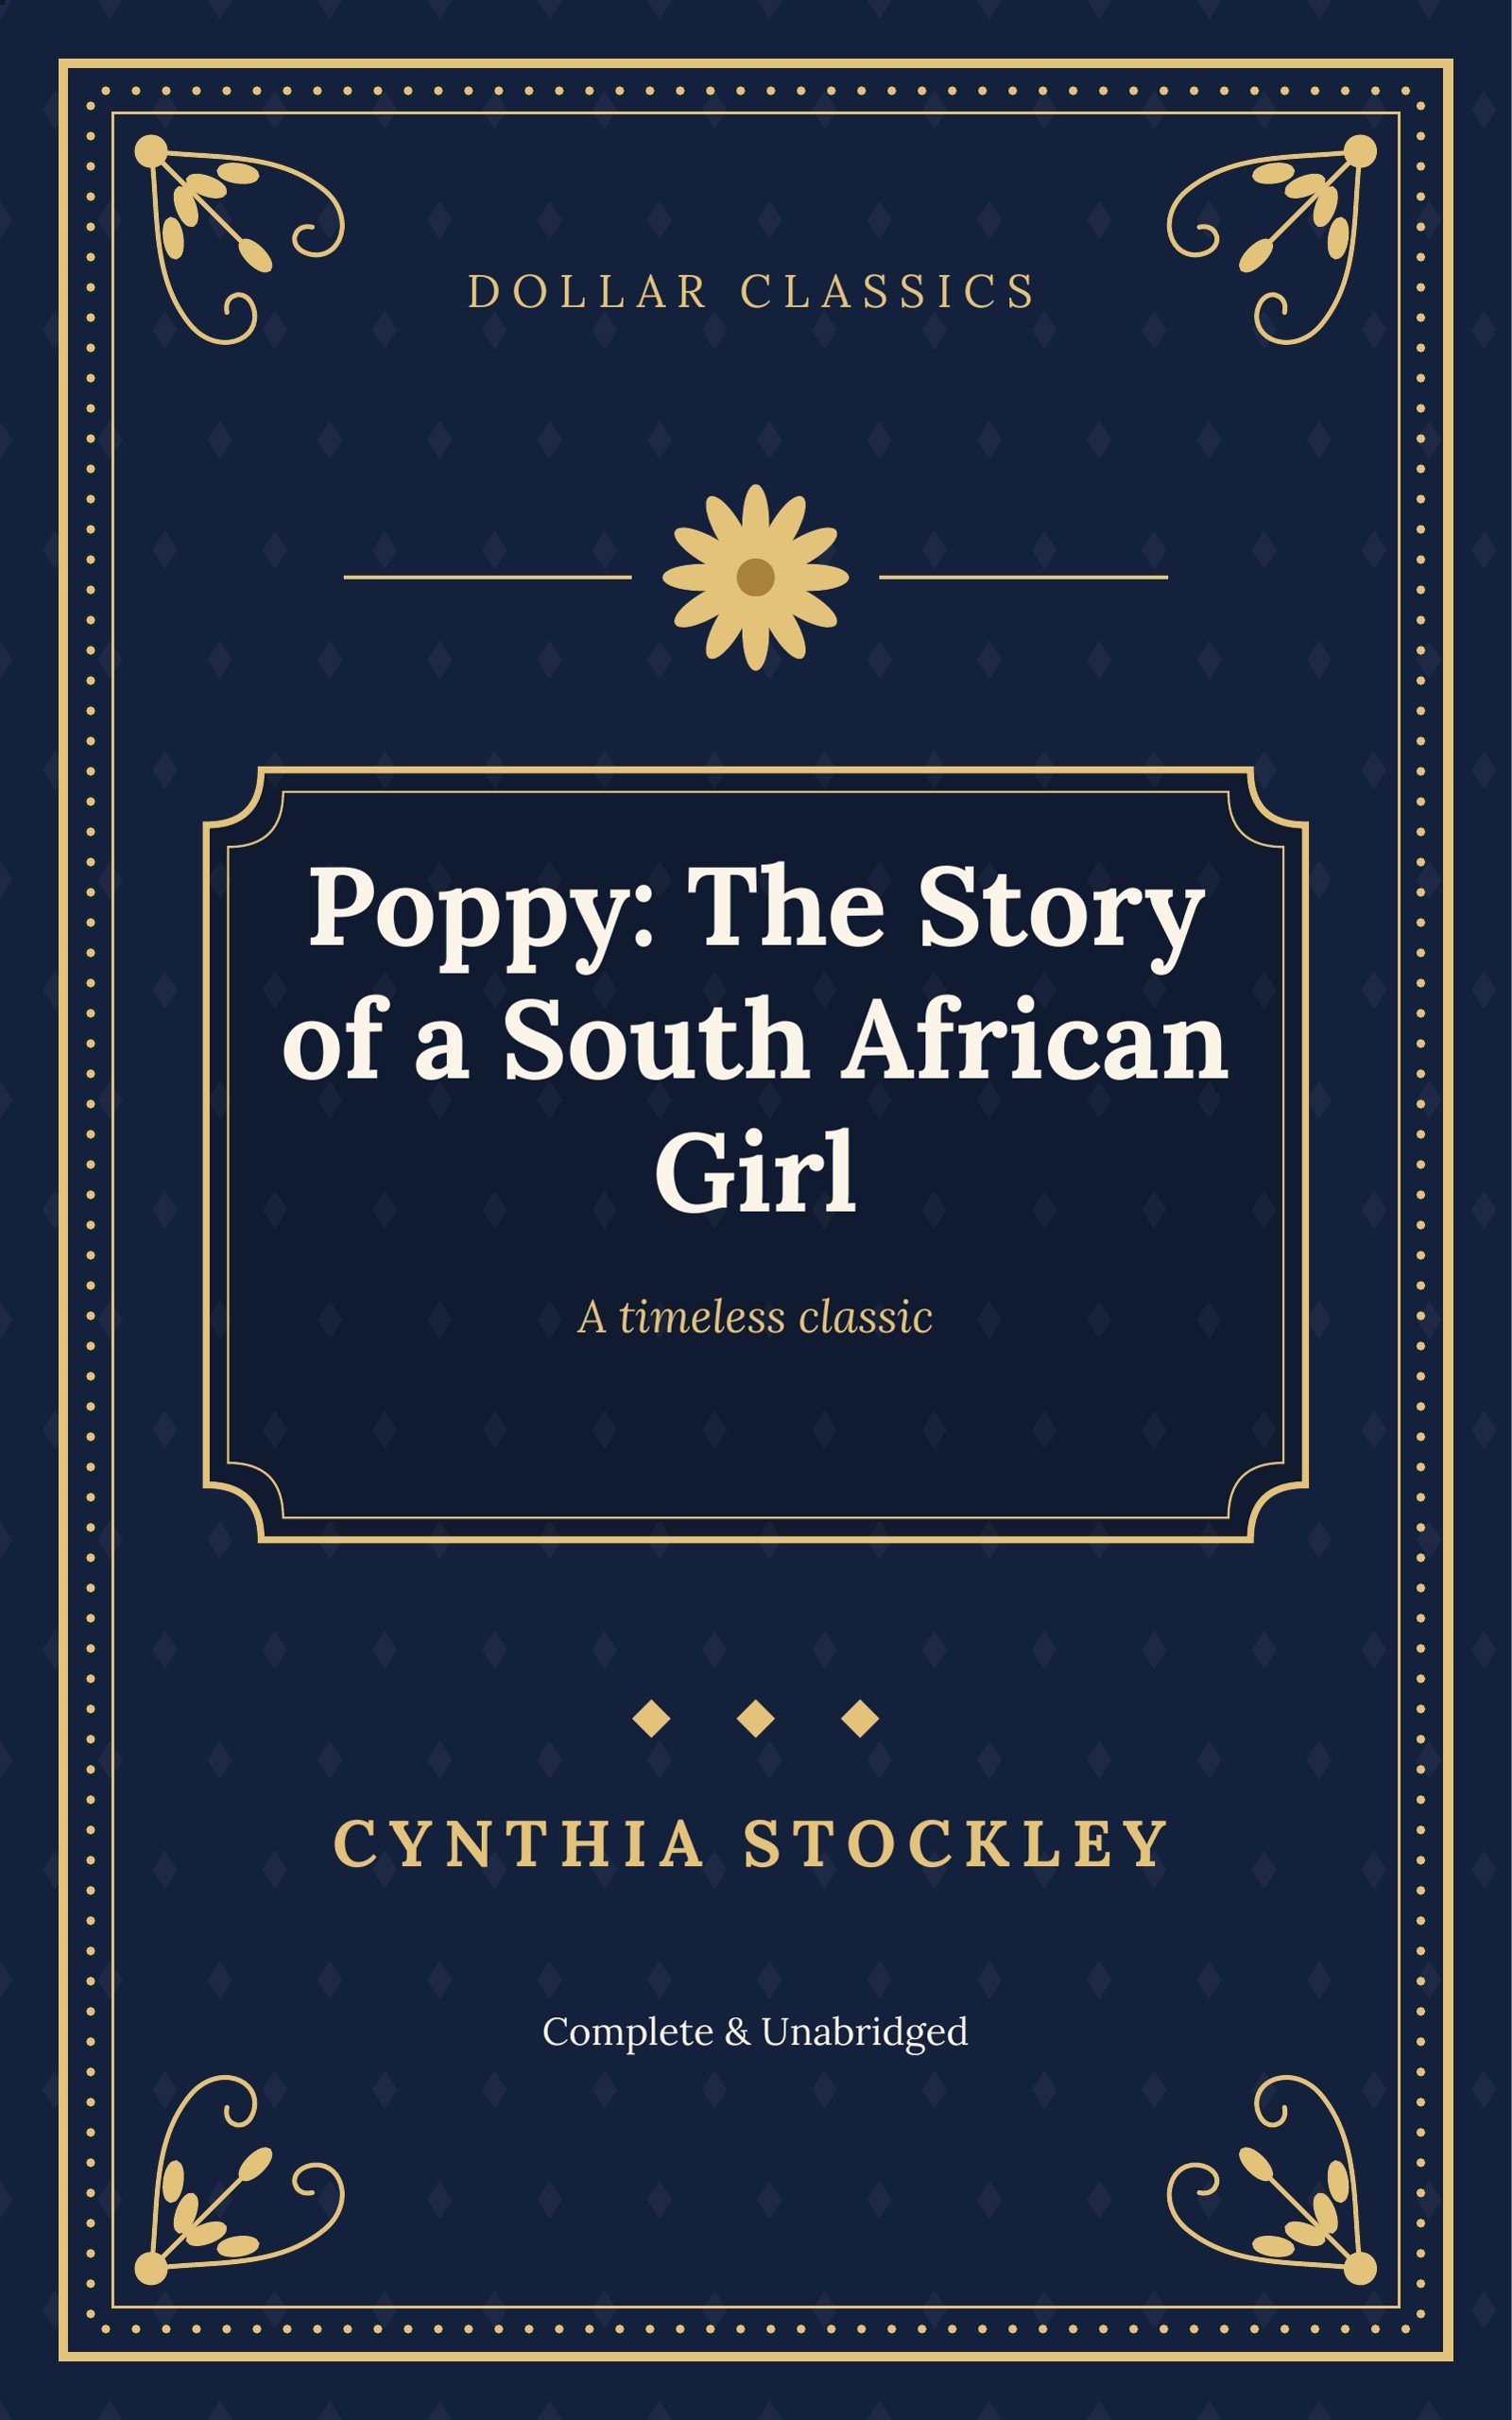 DOLLAR CLASSICS
Poppy: The Story
of a South African
Girl
A timeless classic
CYNTHIA STOCKLEY
Complete & Unabridged